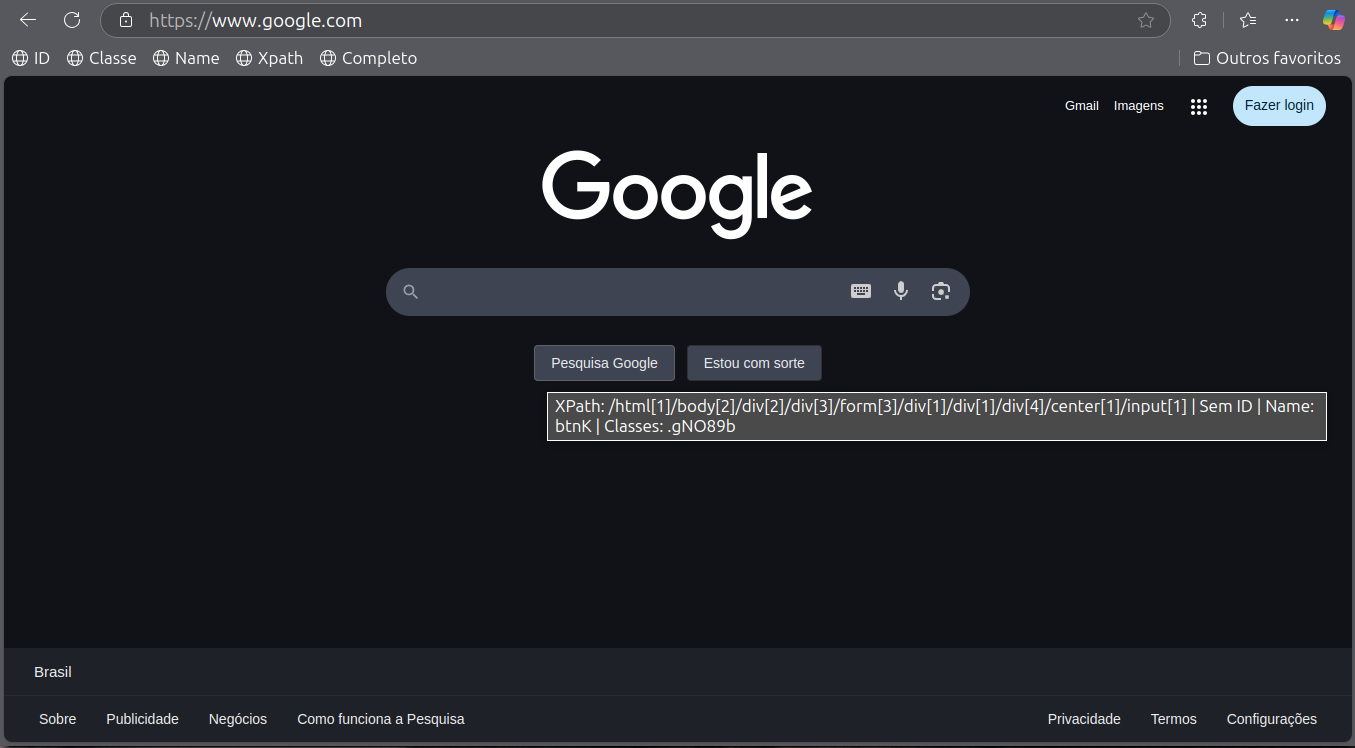 https://www.google.com
ID Classe Name Xpath Completo Outros favoritos
Gmail Imagens Fazer login
Google
Pesquisa Google Estou com sorte
XPath: /html[1]/body[2]/div[2]/div[3]/form[3]/div[1]/div[1]/div[4]/center[1]/input[1] | Sem ID | Name:
btnK | Classes: .gNO89b
Brasil
Sobre Publicidade Negócios Como funciona a Pesquisa Privacidade Termos Configurações